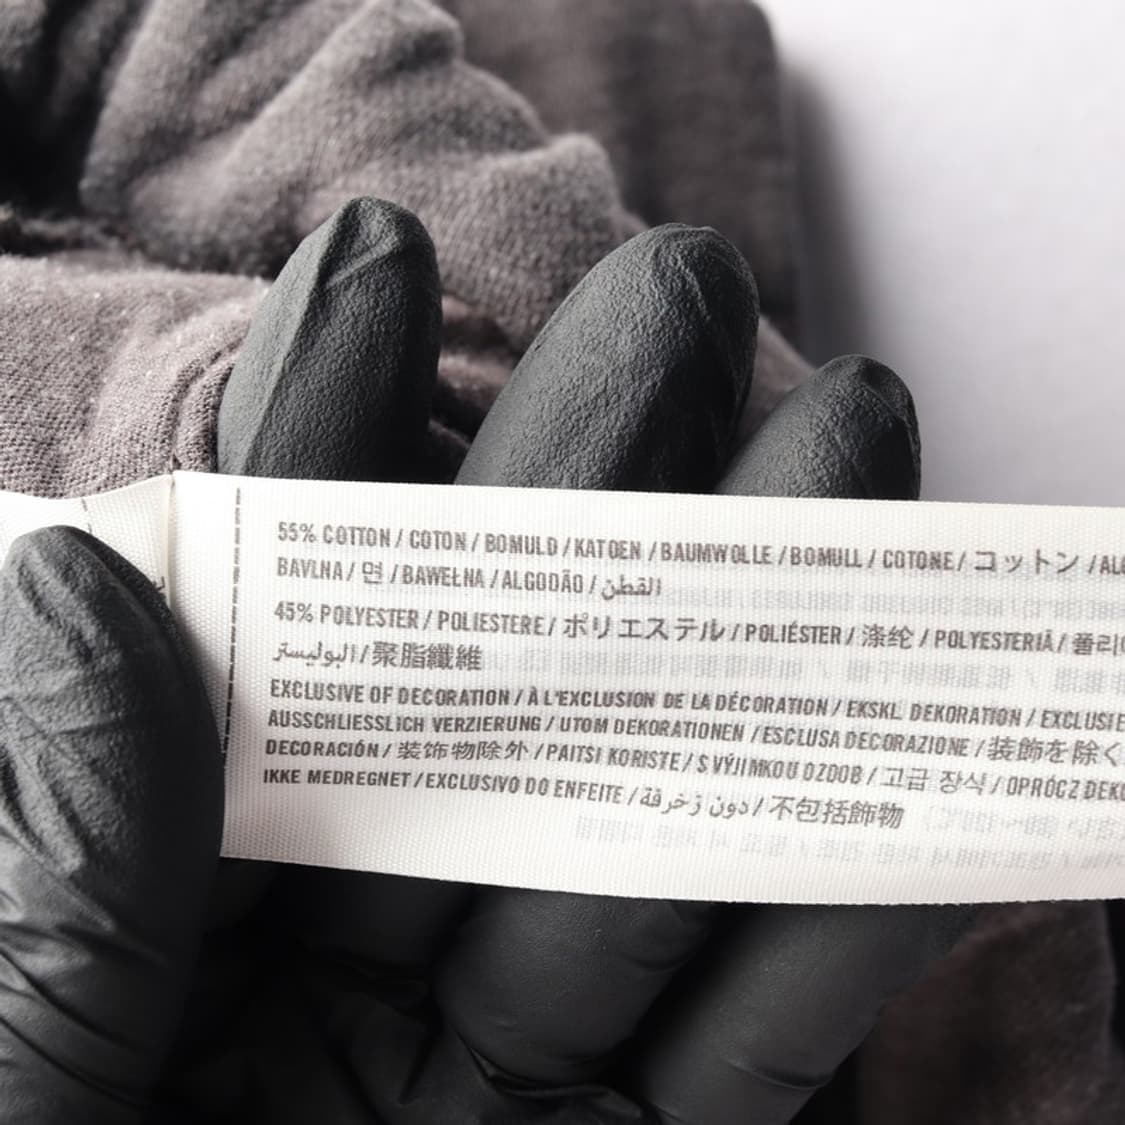 55% COTTON / COTON / BOMULD / KATOEN / BAUMWOLLE / BOMULL / COTONE / コットン /
BAVLNA / 면 / BAWEŁNA / ALGODÃO / القطن
45% POLYESTER / POLIESTERE / ポリエステル / POLIÉSTER / 涤纶 / POLYESTERIÄ /
البوليستر / 聚脂纖維
EXCLUSIVE OF DECORATION / À L'EXCLUSION DE LA DÉCORATION / EKSKL. DEKORATION /
AUSSCHLIESSLICH VERZIERUNG / UTOM DEKORATIONEN / ESCLUSA DECORAZIONE / 装飾を除く
DECORACIÓN / 装饰物除外 / PAITSI KORISTE / S VÝJIMKOU OZDOB / 고급 장식 / OPRÓCZ
IKKE MEDREGNET / EXCLUSIVO DO ENFEITE / دون زخرفة / 不包括飾物